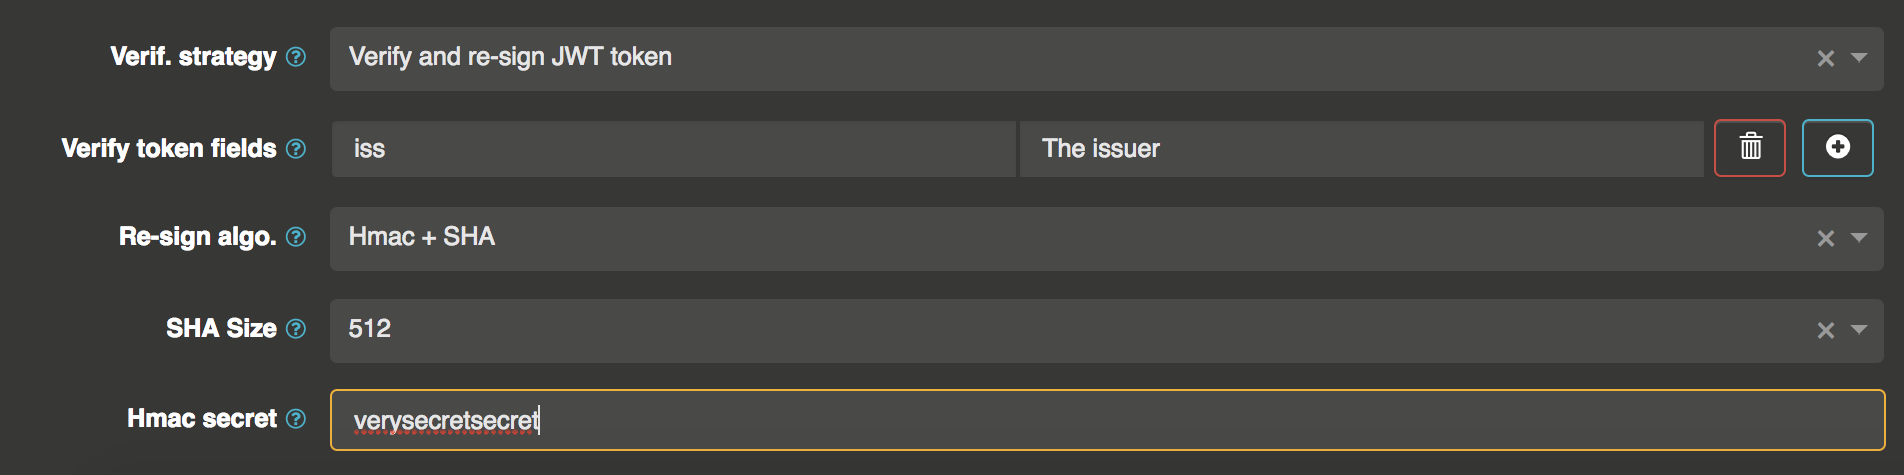 Verif. strategy ? Verify and re-sign JWT token
Verify token fields ? iss The issuer
Re-sign algo. ? Hmac + SHA
SHA Size ? 512
Hmac secret ? verysecretsecret